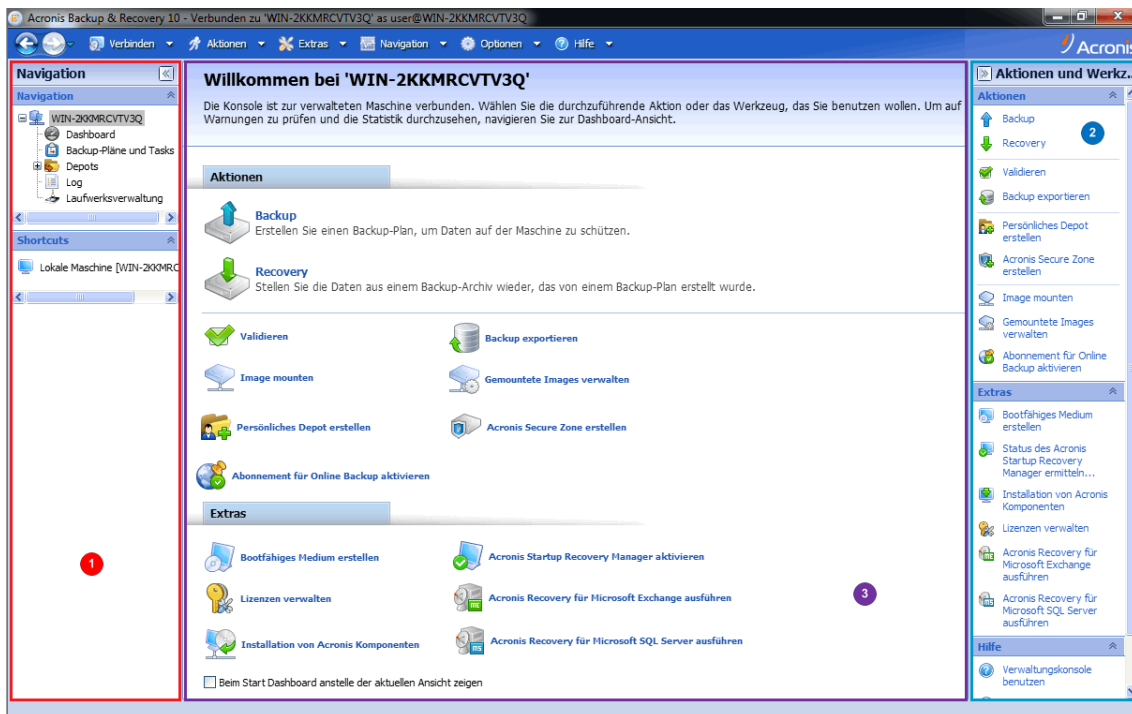 Acronis Backup & Recovery 10 - Verbunden zu 'WIN-2KKMRCVTV3Q' as user@WIN-2KKMRCVTV3Q
Verbinden Aktionen Extras Navigation Optionen Hilfe
Acronis
Navigation
Navigation
WIN-2KKMRCVTV3Q
Dashboard
Backup-Pläne und Tasks
Depots
Log
Laufwerksverwaltung
Shortcuts
Lokale Maschine [WIN-2KKMRC
1
Willkommen bei 'WIN-2KKMRCVTV3Q'
Die Konsole ist zur verwalteten Maschine verbunden. Wählen Sie die durchzuführende Aktion oder das Werkzeug, das Sie benutzen wollen. Um auf
Warnungen zu prüfen und die Statistik durchzusehen, navigieren Sie zur Dashboard-Ansicht.
Aktionen
Backup
Erstellen Sie einen Backup-Plan, um Daten auf der Maschine zu schützen.
Recovery
Stellen Sie die Daten aus einem Backup-Archiv wieder, das von einem Backup-Plan erstellt wurde.
Validieren
Backup exportieren
Image mounten
Gemountete Images verwalten
Persönliches Depot erstellen
Acronis Secure Zone erstellen
Abonnement für Online Backup aktivieren
Extras
Bootfähiges Medium erstellen
Acronis Startup Recovery Manager aktivieren
Lizenzen verwalten
Acronis Recovery für Microsoft Exchange ausführen
Installation von Acronis Komponenten
Acronis Recovery für Microsoft SQL Server ausführen
3
Beim Start Dashboard anstelle der aktuellen Ansicht zeigen
Aktionen und Werkz...
Aktionen
Backup
2
Recovery
Validieren
Backup exportieren
Persönliches Depot
erstellen
Acronis Secure Zone
erstellen
Image mounten
Gemountete Images
verwalten
Abonnement für Online
Backup aktivieren
Extras
Bootfähiges Medium
erstellen
Status des Acronis
Startup Recovery
Manager ermitteln...
Installation von Acronis
Komponenten
Lizenzen verwalten
Acronis Recovery für
Microsoft Exchange
ausführen
Acronis Recovery für
Microsoft SQL Server
ausführen
Hilfe
Verwaltungskonsole
benutzen